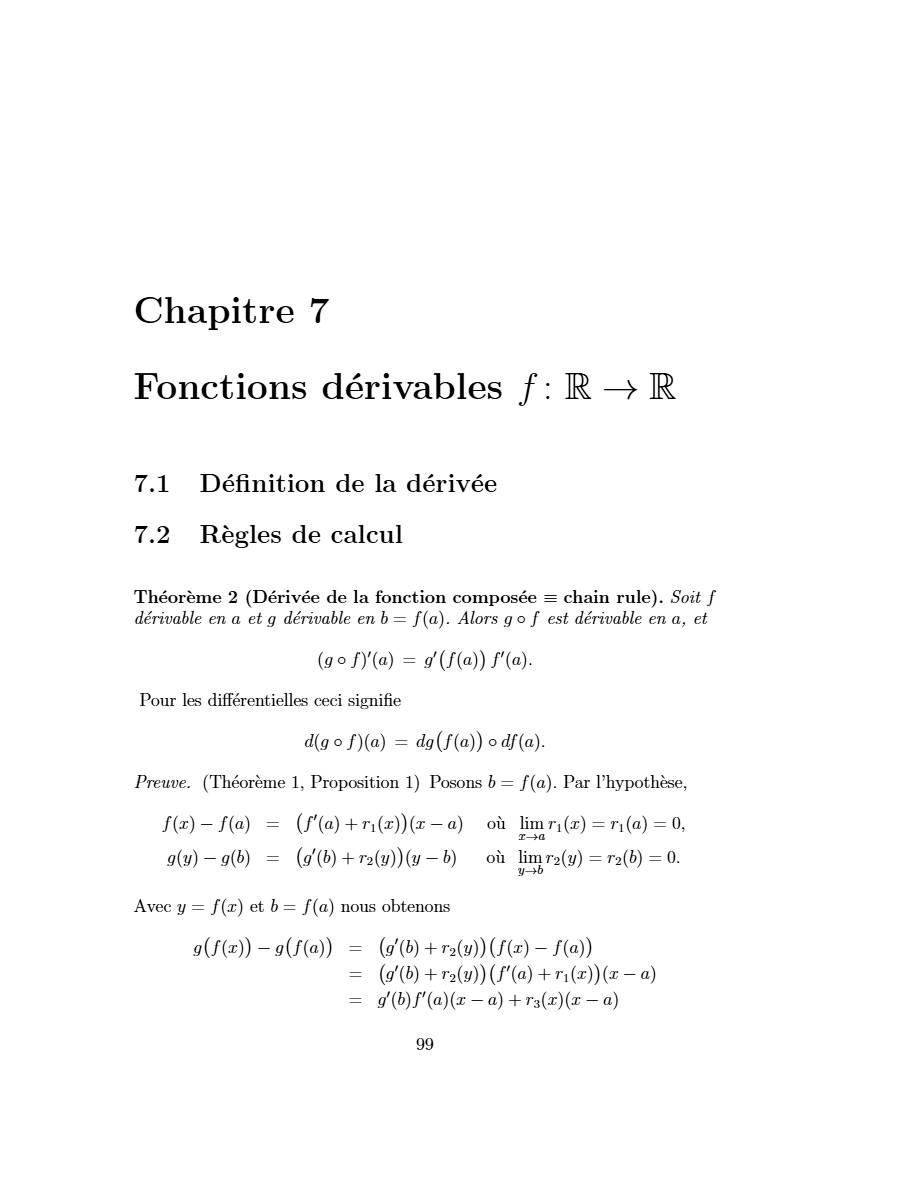 Chapitre 7
Fonctions dérivables f : ℝ → ℝ
7.1 Définition de la dérivée
7.2 Règles de calcul
Théorème 2 (Dérivée de la fonction composée ≡ chain rule). Soit f
dérivable en a et g dérivable en b = f(a). Alors g ∘ f est dérivable en a, et
(g ∘ f)′(a) = g′(f(a)) f′(a).
Pour les différentielles ceci signifie
d(g ∘ f)(a) = dg(f(a)) ∘ df(a).
Preuve. (Théorème 1, Proposition 1) Posons b = f(a). Par l'hypothèse,
f(x) − f(a) = (f′(a) + r₁(x))(x − a) où lim_{x→a} r₁(x) = r₁(a) = 0,
g(y) − g(b) = (g′(b) + r₂(y))(y − b) où lim_{y→b} r₂(y) = r₂(b) = 0.
Avec y = f(x) et b = f(a) nous obtenons
g(f(x)) − g(f(a)) = (g′(b) + r₂(y))(f(x) − f(a))
= (g′(b) + r₂(y))(f′(a) + r₁(x))(x − a)
= g′(b)f′(a)(x − a) + r₃(x)(x − a)
99